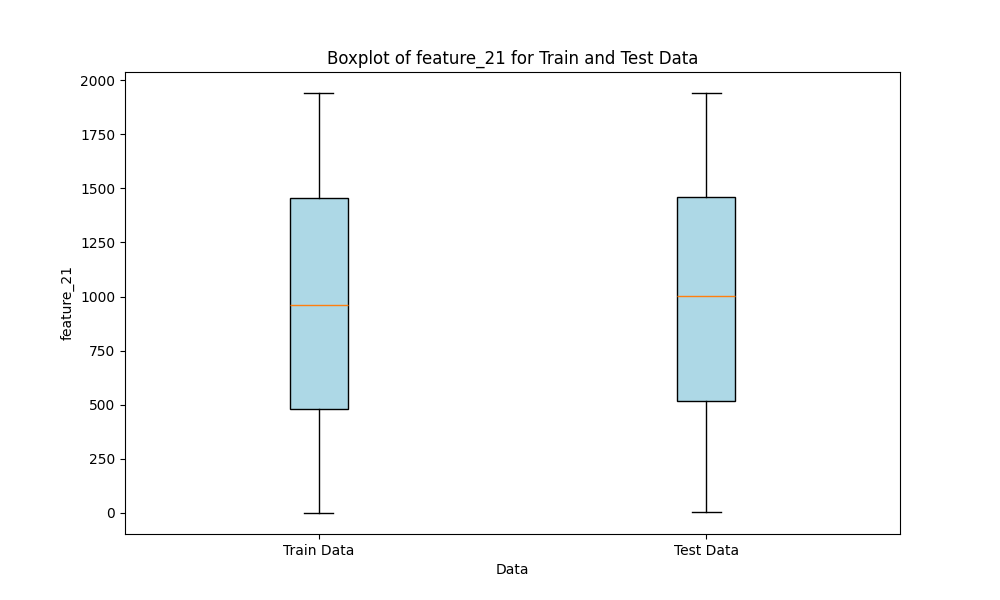 Boxplot of feature_21 for Train and Test Data
2000
1750
1500
1250
1000
750
500
250
0
feature_21
Train Data
Test Data
Data